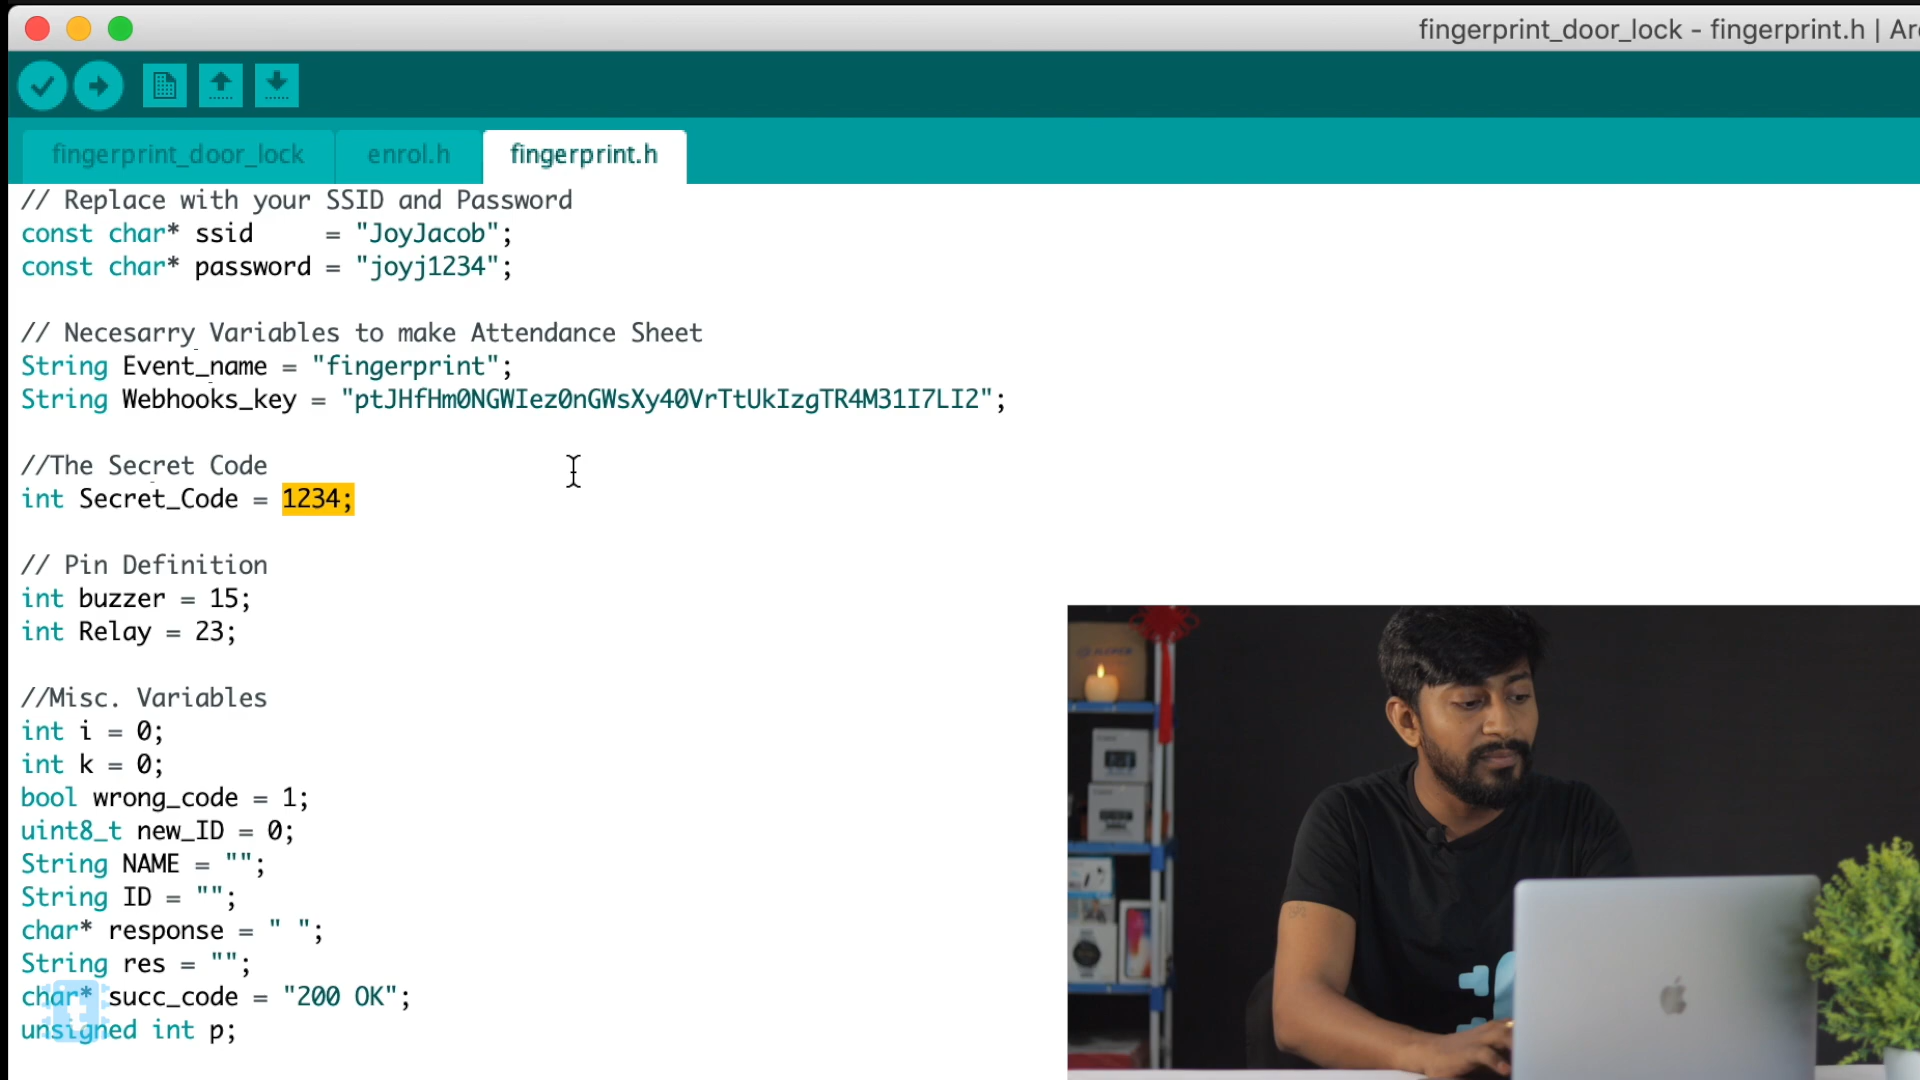 fingerprint_door_lock - fingerprint.h |
fingerprint_door_lock enrol.h fingerprint.h
// Replace with your SSID and Password
const char* ssid = "JoyJacob";
const char* password = "joyj1234";
// Necesarry Variables to make Attendance Sheet
String Event_name = "fingerprint";
String Webhooks_key = "ptJHfHm0NGWIez0nGWsXy40VrTtUkIzgTR4M31I7LI2";
//The Secret Code
int Secret_Code = 1234;
// Pin Definition
int buzzer = 15;
int Relay = 23;
//Misc. Variables
int i = 0;
int k = 0;
bool wrong_code = 1;
uint8_t new_ID = 0;
String NAME = "";
String ID = "";
char* response = " ";
String res = "";
char* succ_code = "200 OK";
unsigned int p;